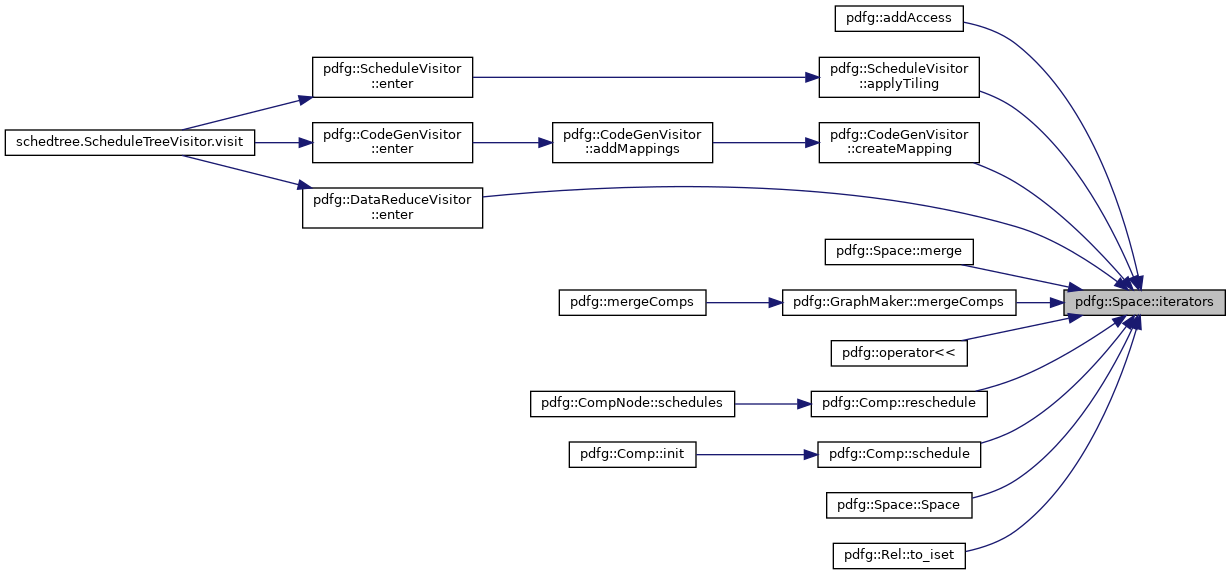 pdfg::addAccess
pdfg::ScheduleVisitor
::enter
pdfg::ScheduleVisitor
::applyTiling
schedtree.ScheduleTreeVisitor.visit
pdfg::CodeGenVisitor
::enter
pdfg::CodeGenVisitor
::addMappings
pdfg::CodeGenVisitor
::createMapping
pdfg::DataReduceVisitor
::enter
pdfg::Space::merge
pdfg::mergeComps
pdfg::GraphMaker::mergeComps
pdfg::Space::iterators
pdfg::operator<<
pdfg::CompNode::schedules
pdfg::Comp::reschedule
pdfg::Comp::init
pdfg::Comp::schedule
pdfg::Space::Space
pdfg::Rel::to_iset